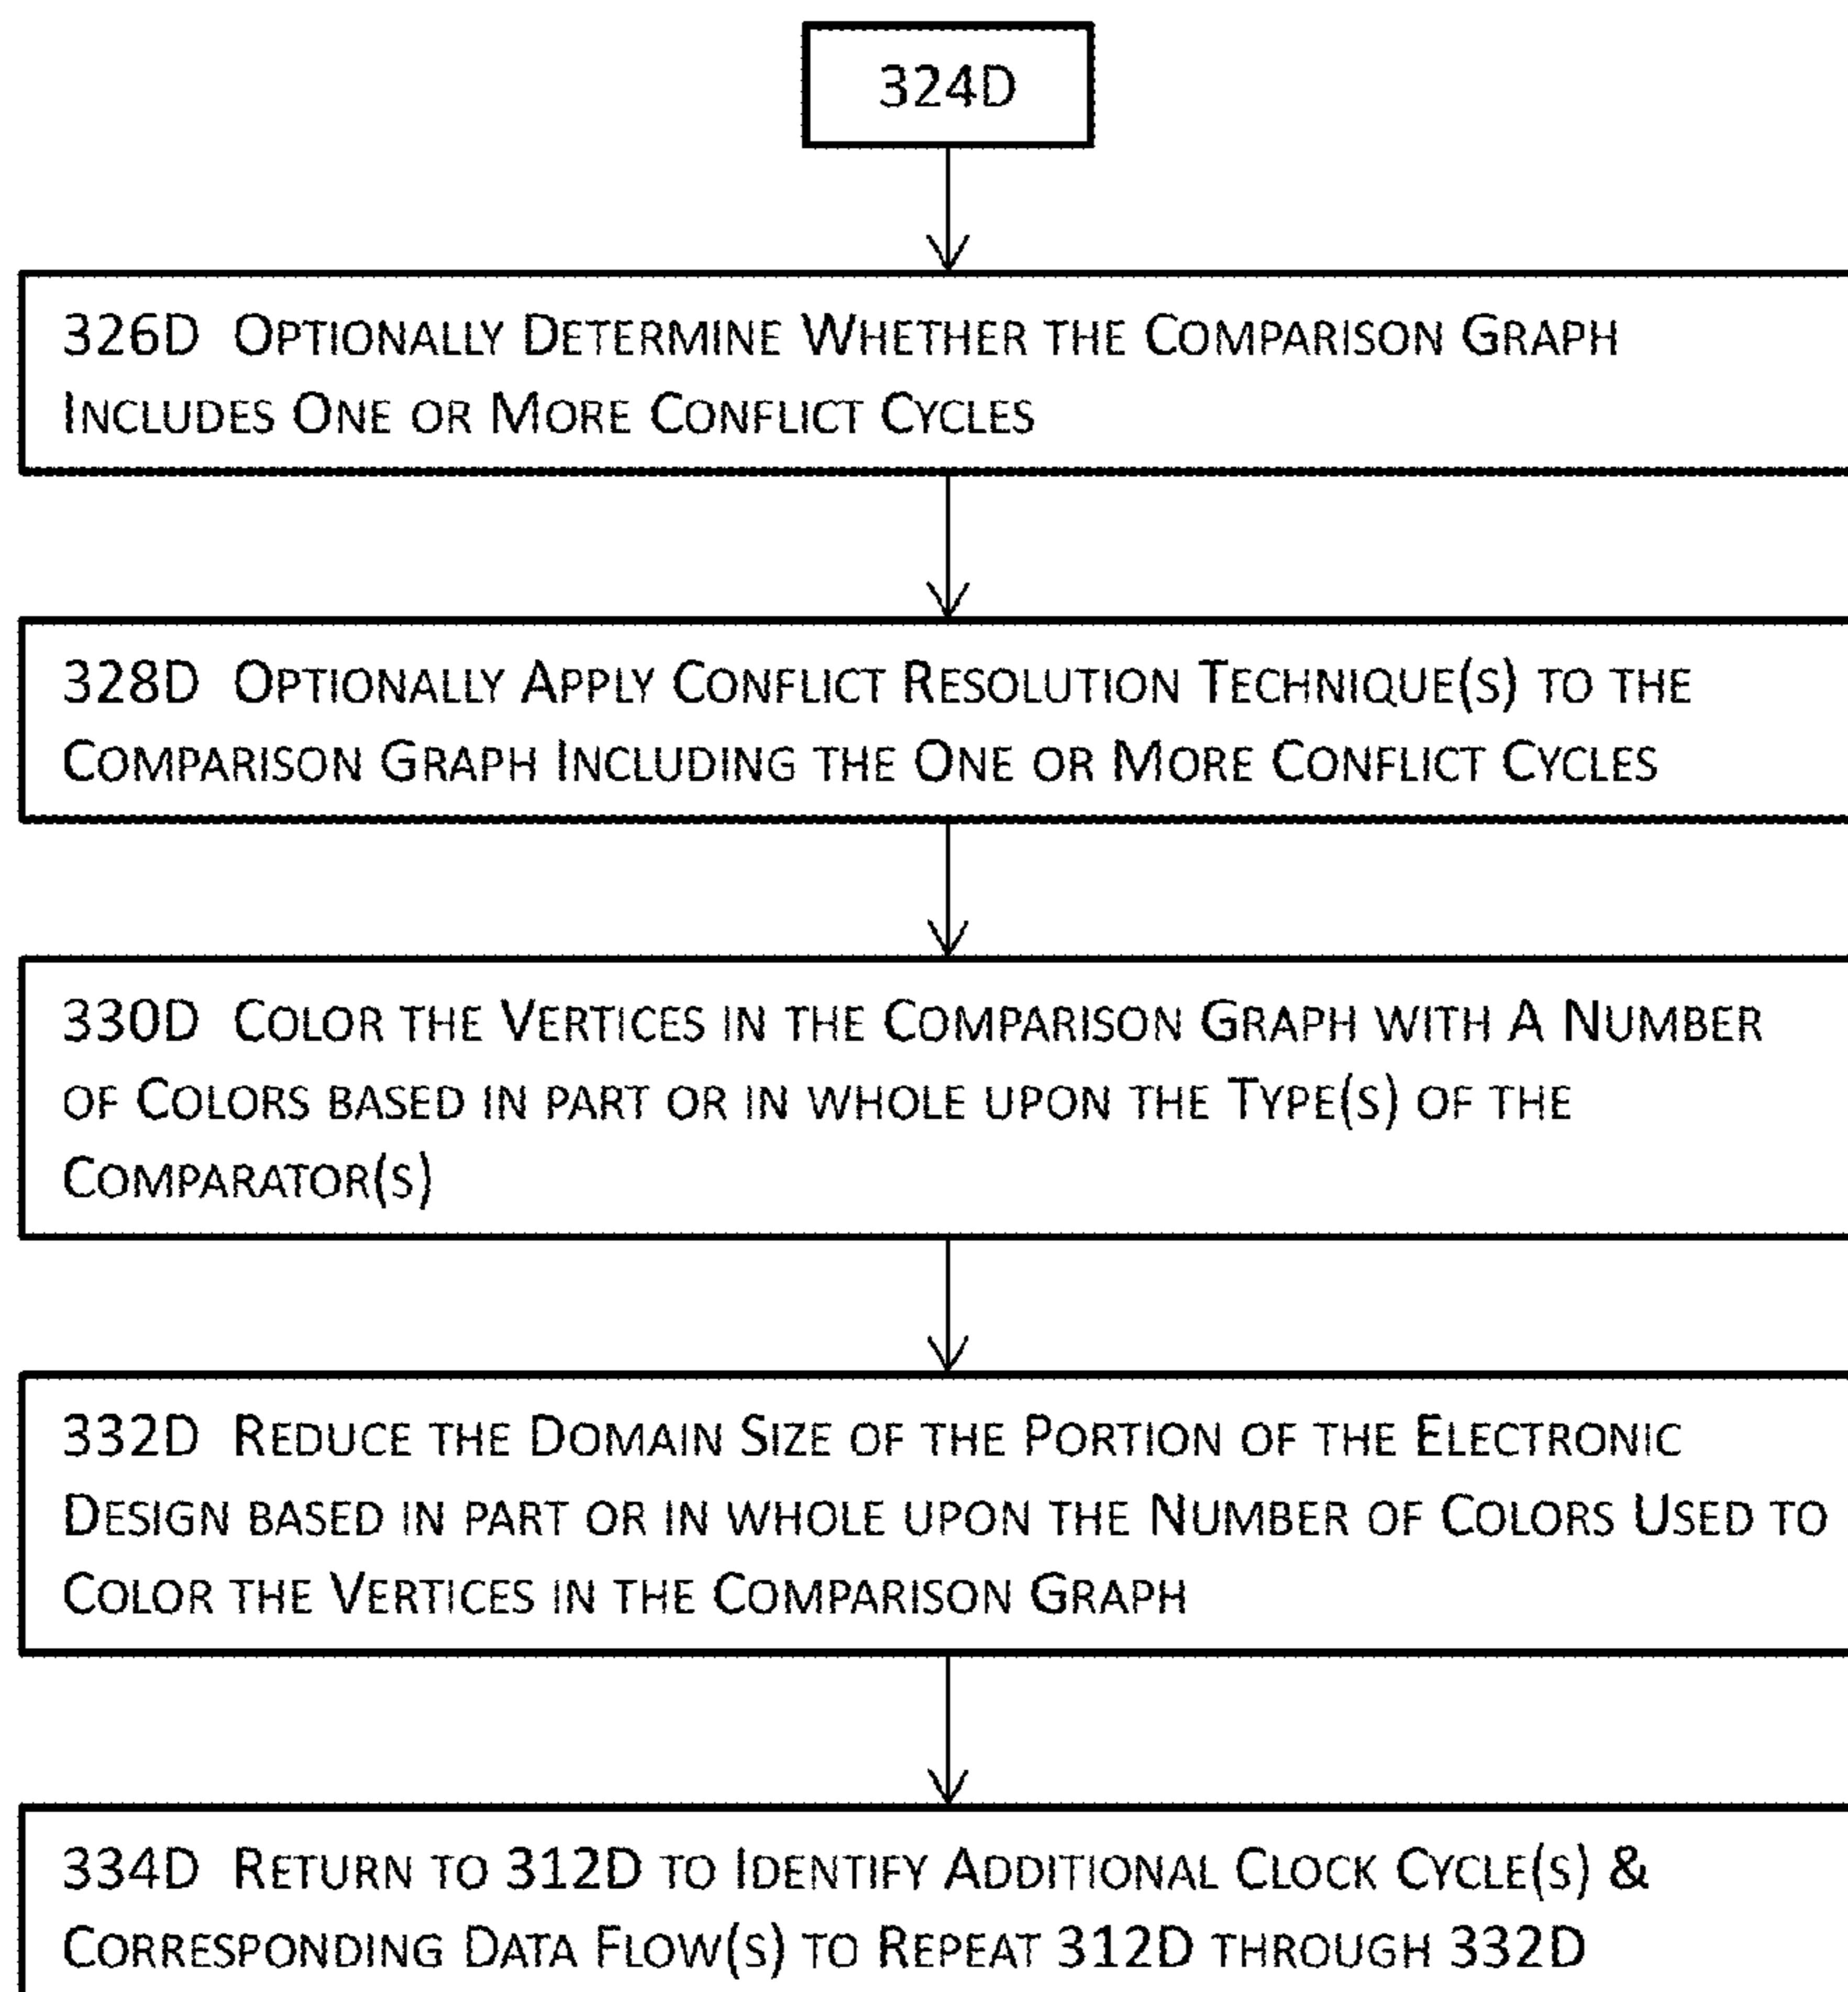 324D
326D OPTIONALLY DETERMINE WHETHER THE COMPARISON GRAPH
INCLUDES ONE OR MORE CONFLICT CYCLES
328D OPTIONALLY APPLY CONFLICT RESOLUTION TECHNIQUE(S) TO THE
COMPARISON GRAPH INCLUDING THE ONE OR MORE CONFLICT CYCLES
330D COLOR THE VERTICES IN THE COMPARISON GRAPH WITH A NUMBER
OF COLORS BASED IN PART OR IN WHOLE UPON THE TYPE(S) OF THE
COMPARATOR(S)
332D REDUCE THE DOMAIN SIZE OF THE PORTION OF THE ELECTRONIC
DESIGN BASED IN PART OR IN WHOLE UPON THE NUMBER OF COLORS USED TO
COLOR THE VERTICES IN THE COMPARISON GRAPH
334D RETURN TO 312D TO IDENTIFY ADDITIONAL CLOCK CYCLE(S) &
CORRESPONDING DATA FLOW(S) TO REPEAT 312D THROUGH 332D